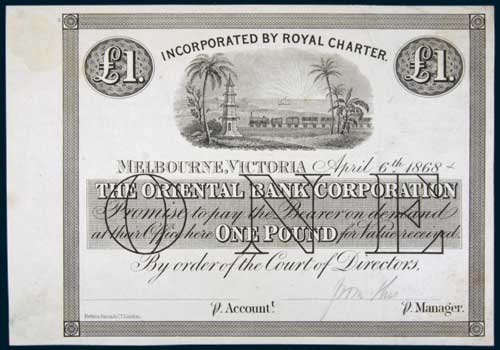 £1.
INCORPORATED BY ROYAL CHARTER.
£1.
MELBOURNE, VICTORIA April 6th 1868
THE ORIENTAL BANK CORPORATION
Promise to pay the Bearer on demand
at their Office here ONE POUND for Value received.
ONE
By order of the Court of Directors.
p. Accountt. p. Manager.